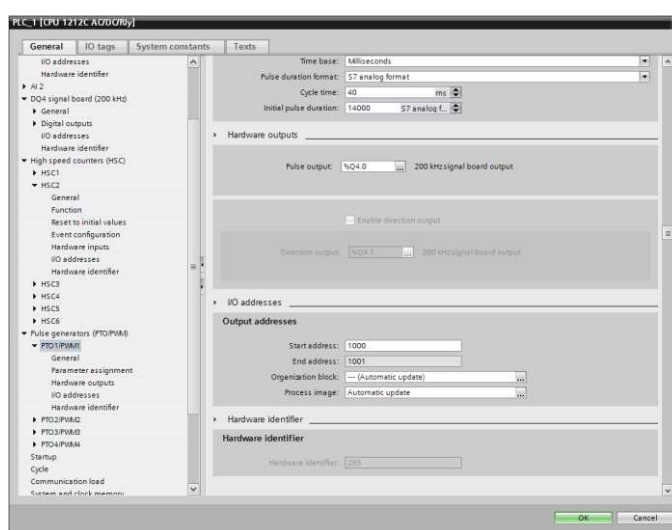 PLC_1 [CPU 1212C AC/DC/Rly]
General IO tags System constants Texts
I/O addresses
Hardware identifier
AI 2
DQ4 signal board (200 kHz)
General
Digital outputs
I/O addresses
Hardware identifier
High speed counters (HSC)
HSC1
HSC2
General
Function
Reset to initial values
Event configuration
Hardware inputs
I/O addresses
Hardware identifier
HSC3
HSC4
HSC5
HSC6
Pulse generators (PTO/PWM)
PTO1/PWM1
General
Parameter assignment
Hardware outputs
I/O addresses
Hardware identifier
PTO2/PWM2
PTO3/PWM3
PTO4/PWM4
Startup
Cycle
Communication load
System and clock memory
Time base: Milliseconds
Pulse duration format: S7 analog format
Cycle time: 40 ms
Initial pulse duration: 14000 S7 analog f...
Hardware outputs
Pulse output: %Q4.0 ... 200 kHz signal board output
Enable direction output
Direction output: %Q4.1 ... 200 kHz signal board output
I/O addresses
Output addresses
Start address: 1000
End address: 1001
Organization block: --- (Automatic update) ...
Process image: Automatic update ...
Hardware identifier
Hardware identifier
Hardware identifier: 265
OK Cancel